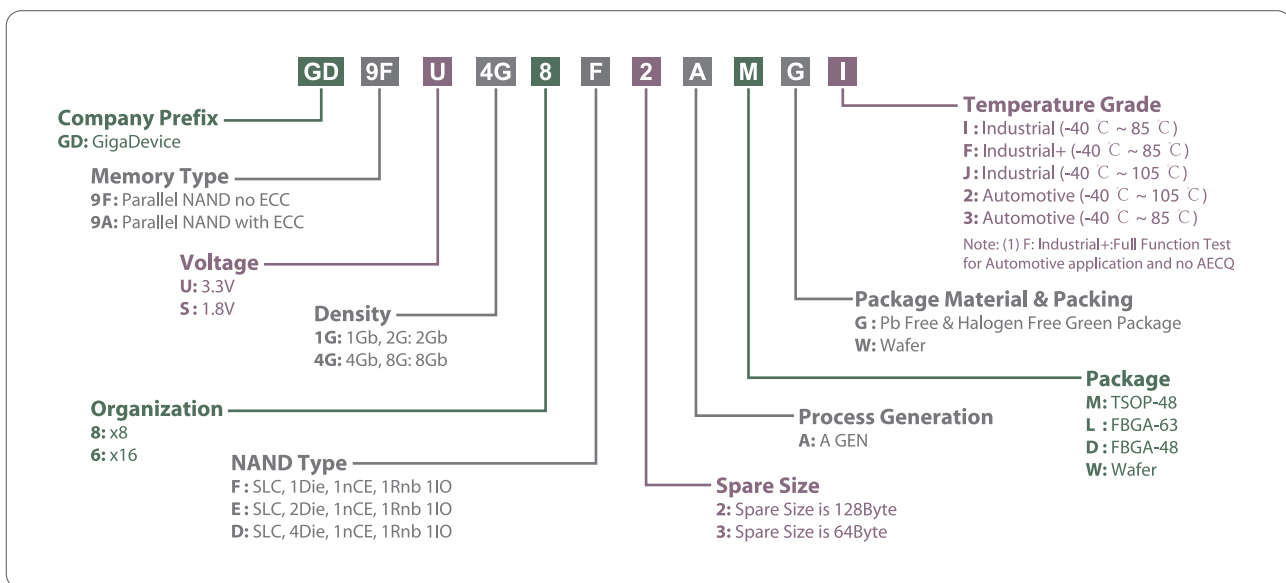 GD 9F U 4G 8 F 2 A M G I
Company Prefix
GD: GigaDevice
Memory Type
9F: Parallel NAND no ECC
9A: Parallel NAND with ECC
Voltage
U: 3.3V
S : 1.8V
Density
1G: 1Gb, 2G: 2Gb
4G: 4Gb, 8G: 8Gb
Organization
8: x8
6: x16
NAND Type
F : SLC, 1Die, 1nCE, 1Rnb 1IO
E : SLC, 2Die, 1nCE, 1Rnb 1IO
D: SLC, 4Die, 1nCE, 1Rnb 1IO
Temperature Grade
I : Industrial (-40 ℃ ~ 85 ℃)
F: Industrial+ (-40 ℃ ~ 85 ℃)
J: Industrial (-40 ℃ ~ 105 ℃)
2: Automotive (-40 ℃ ~ 105 ℃)
3: Automotive (-40 ℃ ~ 85 ℃)
Note: (1) F: Industrial+:Full Function Test
for Automotive application and no AECQ
Package Material & Packing
G : Pb Free & Halogen Free Green Package
W: Wafer
Package
M: TSOP-48
L : FBGA-63
D : FBGA-48
W: Wafer
Process Generation
A: A GEN
Spare Size
2: Spare Size is 128Byte
3: Spare Size is 64Byte